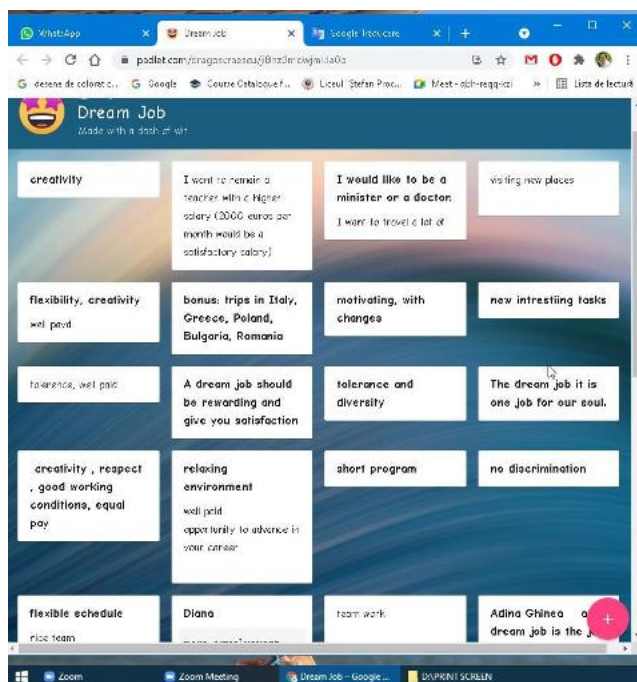 WhatsApp
Dream Job
Google Traducere
desene de colorat c...
Google
Course Catalogue f...
Liceul "Stefan Proc...
»
Lista de lectură
Dream Job
Made with a dash of wit
creativity
I want to remain a
teacher with a higher
salary (2000 euros per
month would be a
satisfactory salary)
I would like to be a
minister or a doctor.
I want to travel a lot of
visiting new places
flexibility, creativity
well payd
bonus: trips in Italy,
Greece, Poland,
Bulgaria, Romania
motivating, with
changes
new intrestiing tasks
tolerence, well paid
A dream job should
be rewarding and
give you satisfaction
tolerance and
diversity
The dream job it is
one job for our soul.
creativity , respect
, good working
conditions, equal
pay
relaxing
environment
well paid
opportunity to advance in
your career
short program
no discrimination
flexible schedule
nice team
Diana
team work
Adina Ghinea
dream job is the
Zoom
Zoom Meeting
Dream Job – Google ...
D:\PRINT SCREEN